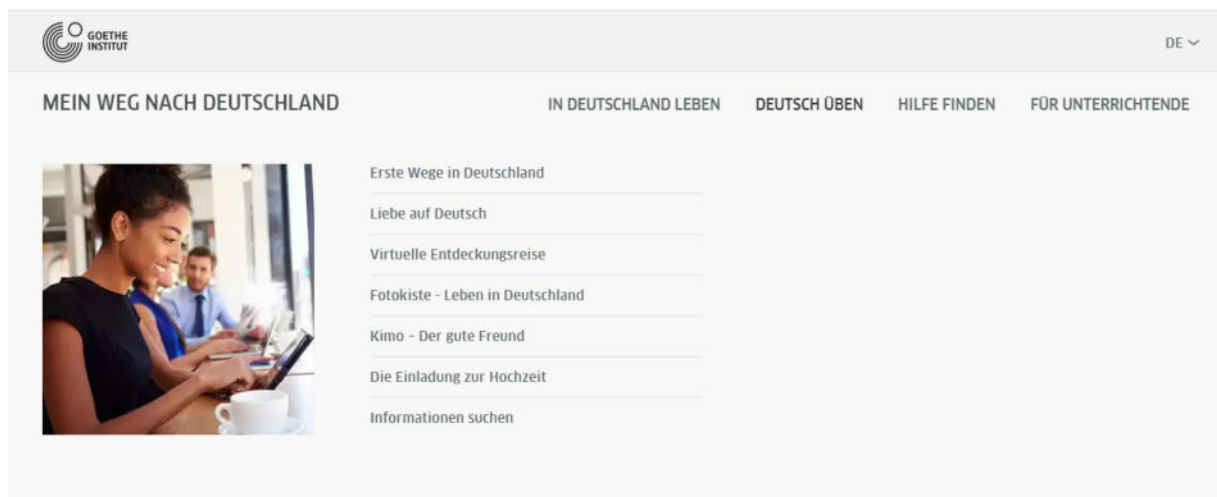 GOETHE
INSTITUT
DE
MEIN WEG NACH DEUTSCHLAND
IN DEUTSCHLAND LEBEN
DEUTSCH ÜBEN
HILFE FINDEN
FÜR UNTERRICHTENDE
Erste Wege in Deutschland
Liebe auf Deutsch
Virtuelle Entdeckungsreise
Fotokiste - Leben in Deutschland
Kimo – Der gute Freund
Die Einladung zur Hochzeit
Informationen suchen